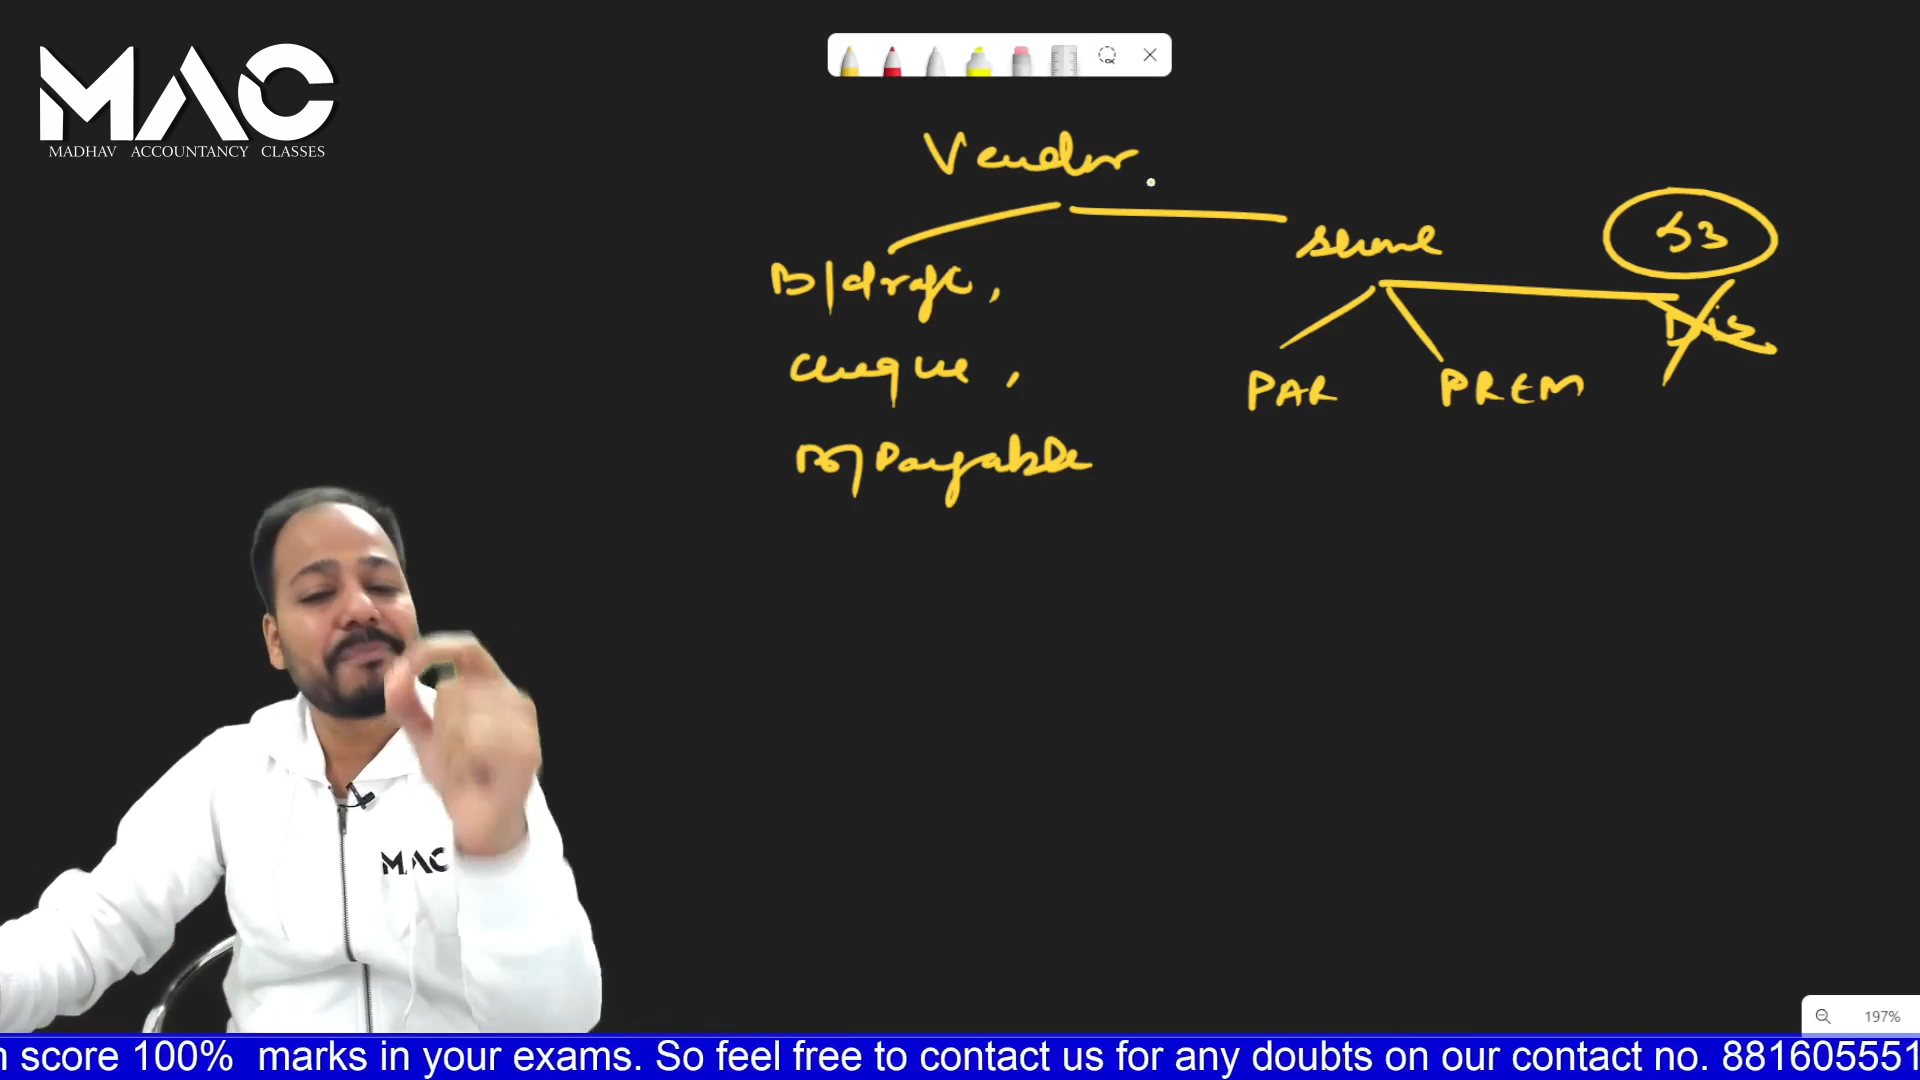 MAC
MADHAV ACCOUNTANCY CLASSES
Vendor
B/draft,
Cheque,
B/Payable
Share
53
Dis
PAR
PREM
MAC
197%
n score 100% marks in your exams. So feel free to contact us for any doubts on our contact no. 881605551